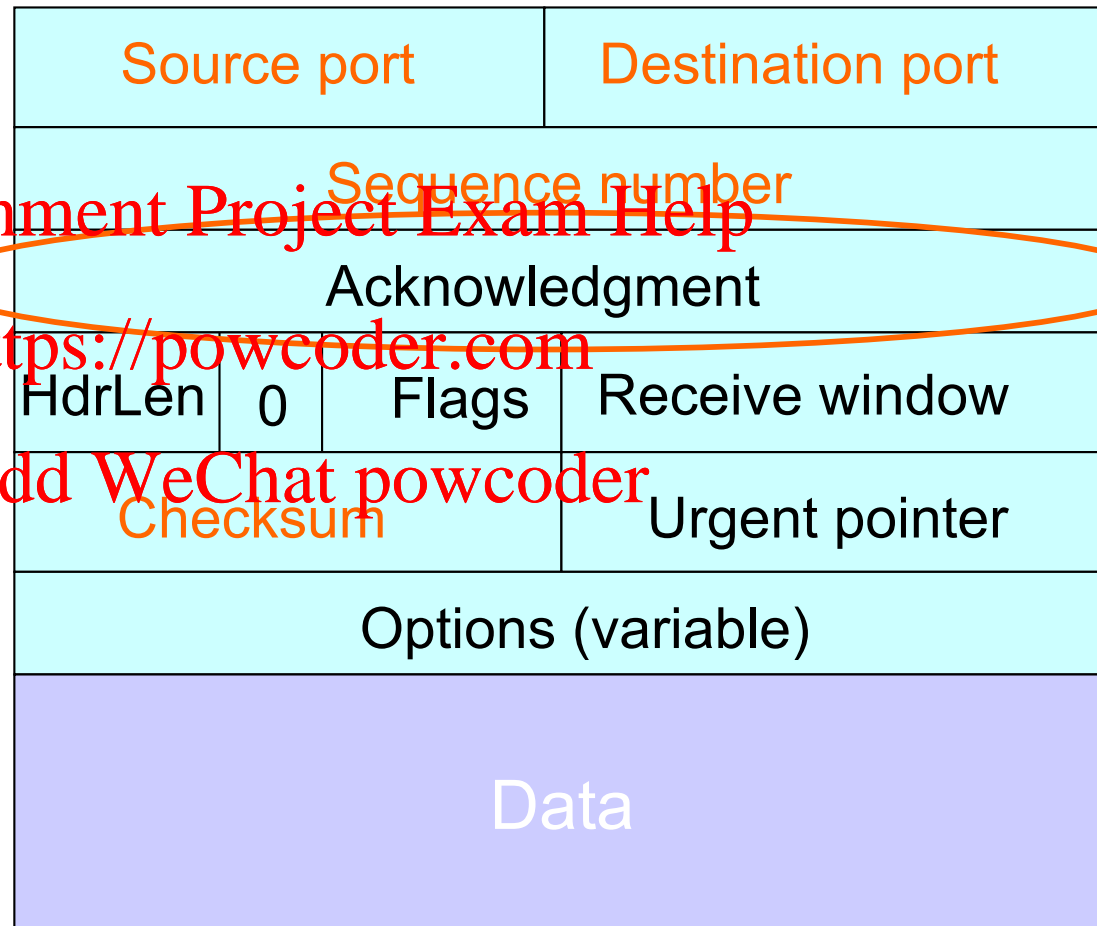 Source port Destination port
Sequence number
nment Project Exam Help
Acknowledgment
ttps://powcoder.com
HdrLen 0 Flags Receive window
dd WeChat powcoder
Checksum Urgent pointer
Options (variable)
Data